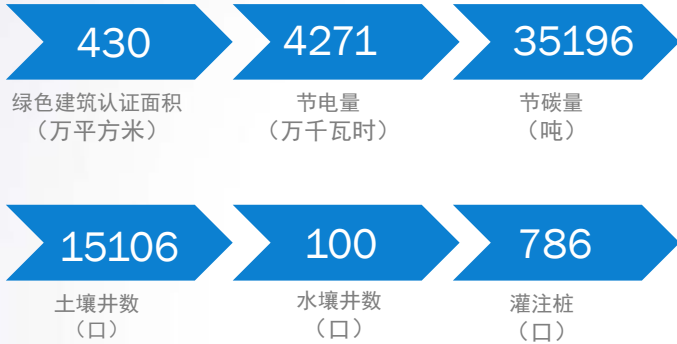 430
4271
35196
绿色建筑认证面积
（万平方米）
节电量
（万千瓦时）
节碳量
（吨）
15106
100
786
土壤井数
（口）
水壤井数
（口）
灌注桩
（口）